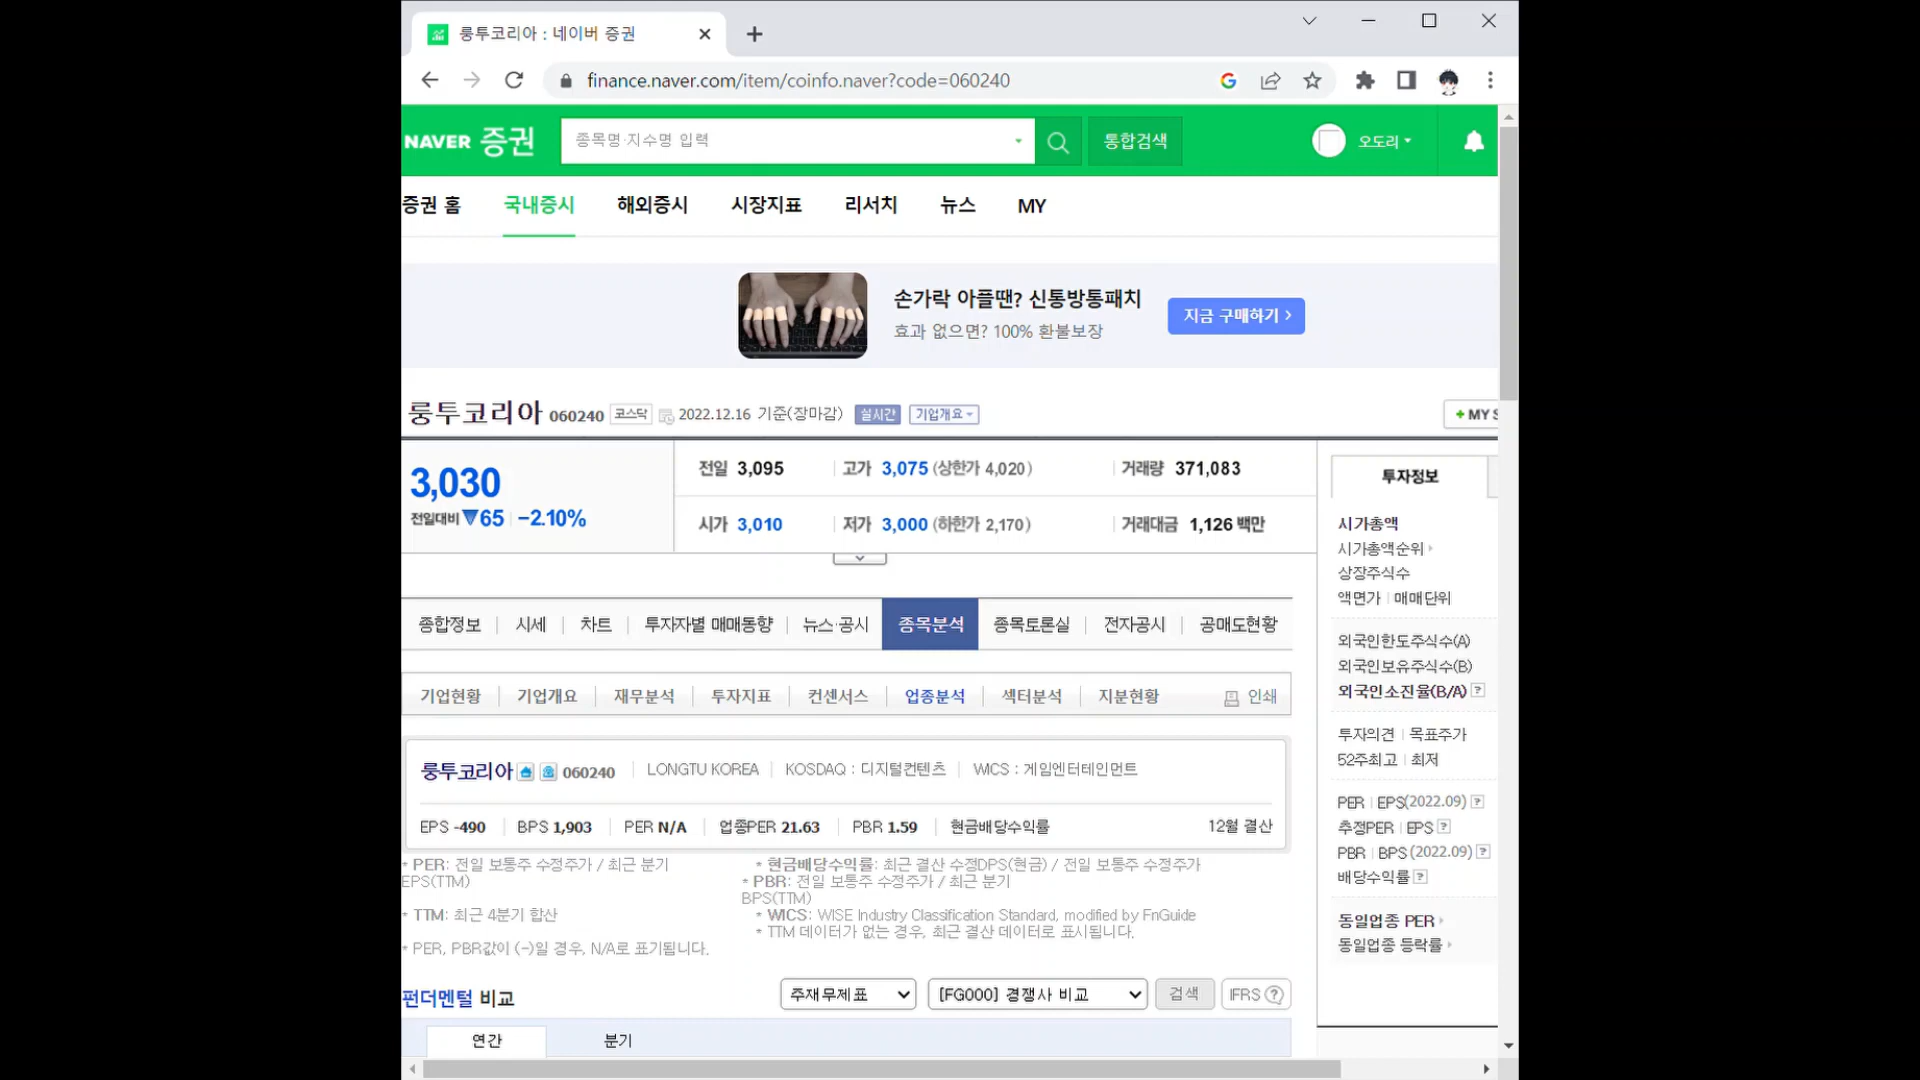 룽투코리아 : 네이버 증권
finance.naver.com/item/coinfo.naver?code=060240
NAVER 증권 종목명·지수명 입력 통합검색 오도리
증권 홈 국내증시 해외증시 시장지표 리서치 뉴스 MY
손가락 아플땐? 신통방통패치
효과 없으면? 100% 환불보장
지금 구매하기 >
룽투코리아 060240 코스닥 2022.12.16 기준(장마감) 실시간 기업개요 + MY S
3,030
전일대비 ▼65 -2.10%
전일 3,095 고가 3,075 (상한가 4,020) 거래량 371,083
시가 3,010 저가 3,000 (하한가 2,170) 거래대금 1,126 백만
종합정보 시세 차트 투자자별 매매동향 뉴스·공시 종목분석 종목토론실 전자공시 공매도현황
기업현황 기업개요 재무분석 투자지표 컨센서스 업종분석 섹터분석 지분현황 인쇄
룽투코리아 060240 LONGTU KOREA KOSDAQ : 디지털컨텐츠 WICS : 게임엔터테인먼트
EPS -490 BPS 1,903 PER N/A 업종PER 21.63 PBR 1.59 현금배당수익률 12월 결산
* PER: 전일 보통주 수정주가 / 최근 분기
EPS(TTM)
* TTM: 최근 4분기 합산
* PER, PBR값이 (-)일 경우, N/A로 표기됩니다.
* 현금배당수익률: 최근 결산 수정DPS(현금) / 전일 보통주 수정주가
* PBR: 전일 보통주 수정주가 / 최근 분기
BPS(TTM)
* WICS: WISE Industry Classification Standard, modified by FnGuide
* TTM 데이터가 없는 경우, 최근 결산 데이터로 표시됩니다.
펀더멘털 비교 주재무제표 [FG000] 경쟁사 비교 검색 IFRS ?
연간 분기
투자정보
시가총액
시가총액순위
상장주식수
액면가 매매단위
외국인한도주식수(A)
외국인보유주식수(B)
외국인소진율(B/A) ?
투자의견 목표주가
52주최고 최저
PER EPS(2022.09) ?
추정PER EPS ?
PBR BPS (2022.09) ?
배당수익률 ?
동일업종 PER
동일업종 등락률